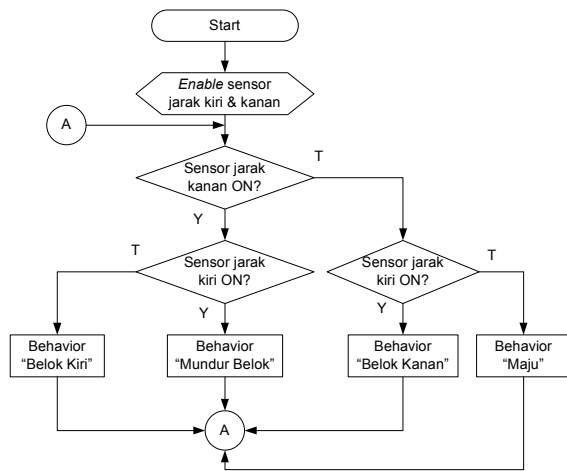 Start
Enable sensor
jarak kiri & kanan
A
Sensor jarak
kanan ON?
T
Y
T
Sensor jarak
kiri ON?
Y
Sensor jarak
kiri ON?
T
Y
Behavior
“Belok Kiri”
Behavior
“Mundur Belok”
Behavior
“Belok Kanan”
Behavior
“Maju”
A